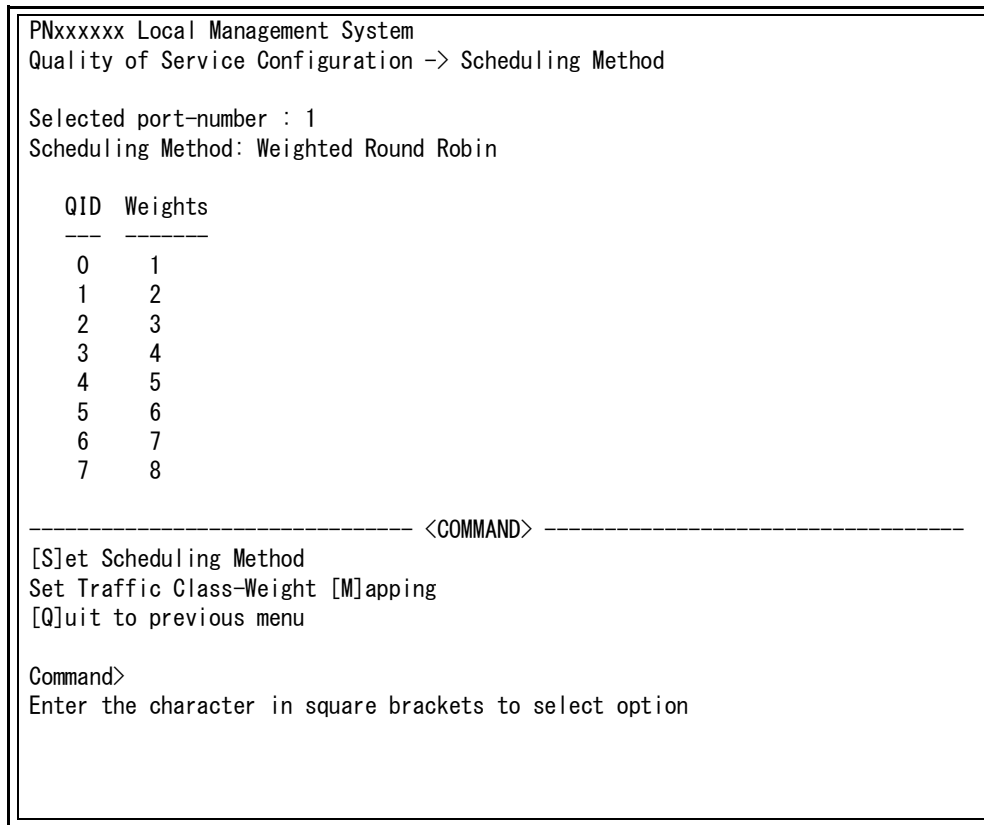 PNxxxxxx Local Management System
Quality of Service Configuration -> Scheduling Method
Selected port-number : 1
Scheduling Method: Weighted Round Robin
QID Weights
--- -------
0 1
1 2
2 3
3 4
4 5
5 6
6 7
7 8
-------------------------------- <COMMAND> -----------------------------------
[S]et Scheduling Method
Set Traffic Class-Weight [M]apping
[Q]uit to previous menu
Command>
Enter the character in square brackets to select option